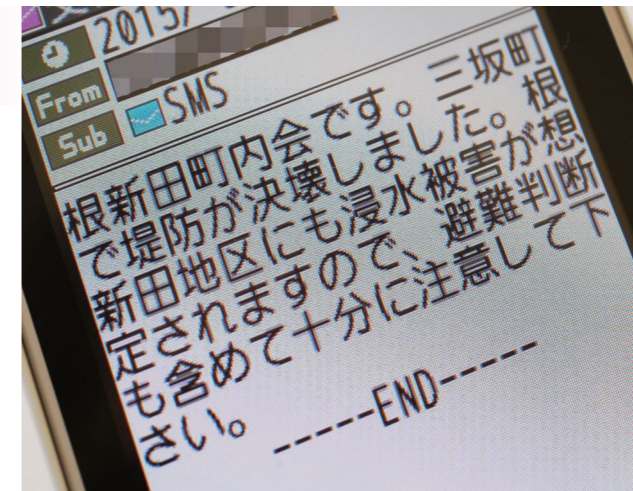 2015/
From
Sub SMS
根新田町内会です。三坂町
で堤防が決壊しました。根
新田地区にも浸水被害が想
定されますので、避難判断
も含めて十分に注意して下
さい。
-----END-----